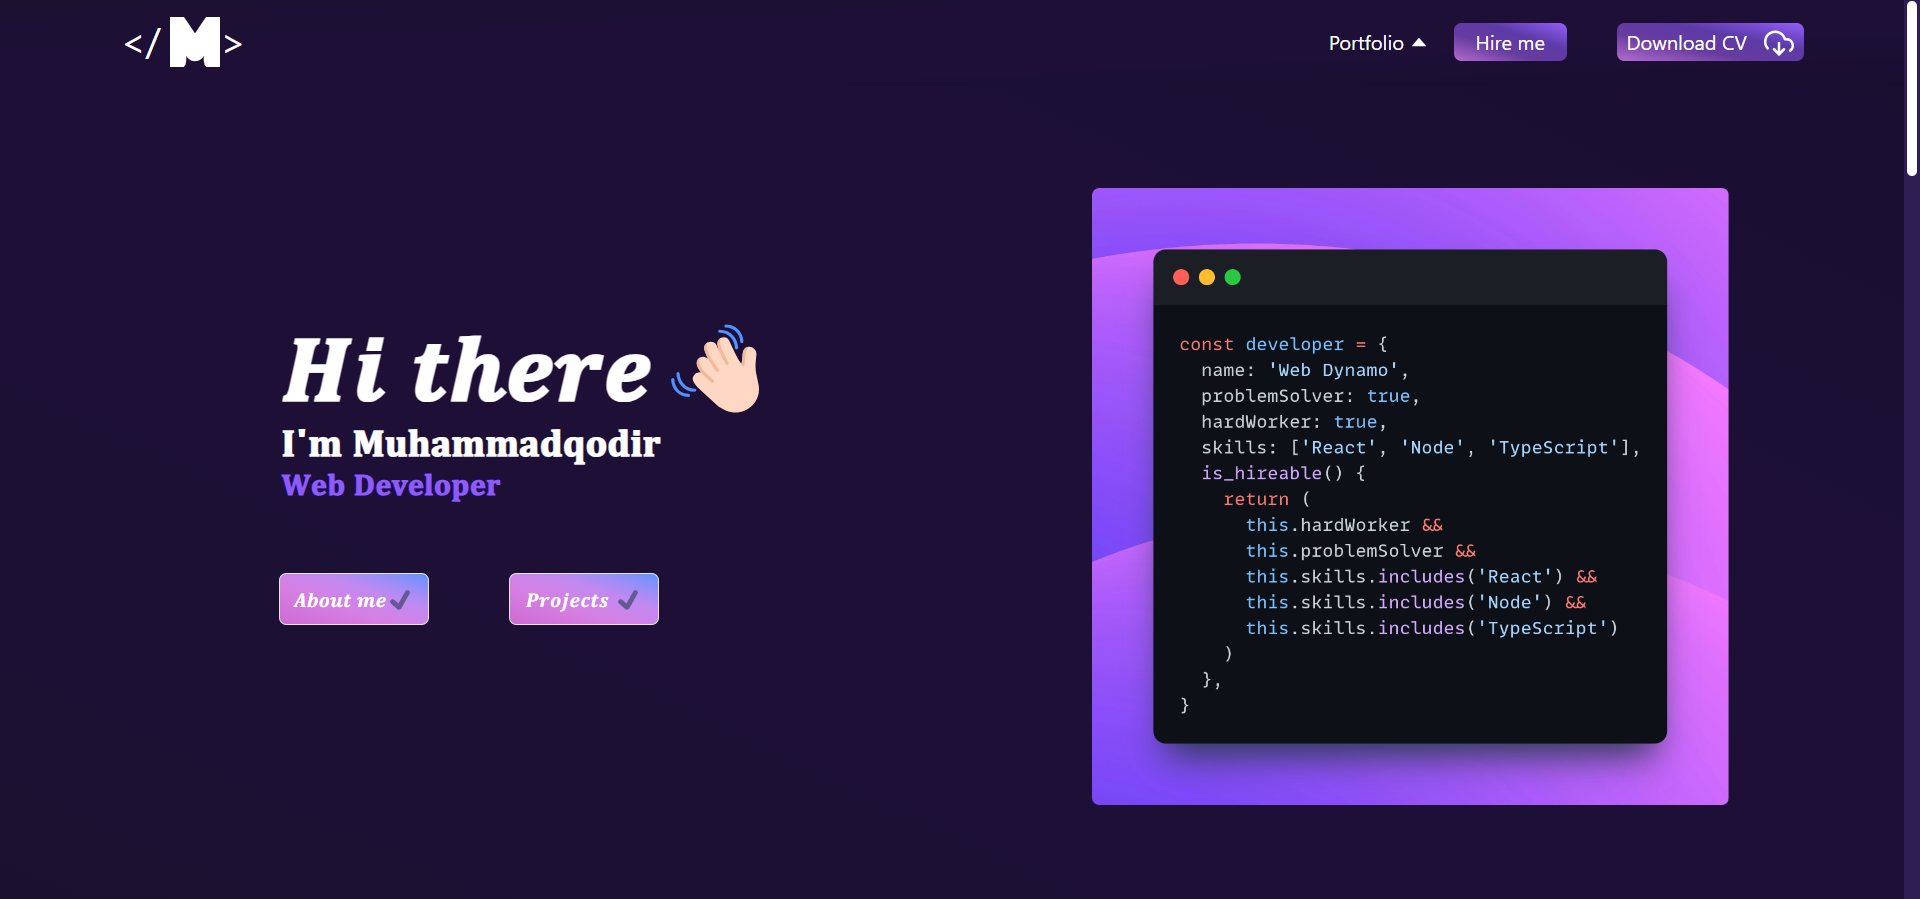 </M>
Portfolio
Hire me
Download CV
Hi there
I'm Muhammadqodir
Web Developer
About me
Projects
const developer = {
  name: 'Web Dynamo',
  problemSolver: true,
  hardWorker: true,
  skills: ['React', 'Node', 'TypeScript'],
  is_hireable() {
    return (
      this.hardWorker &&
      this.problemSolver &&
      this.skills.includes('React') &&
      this.skills.includes('Node') &&
      this.skills.includes('TypeScript')
    )
  },
}